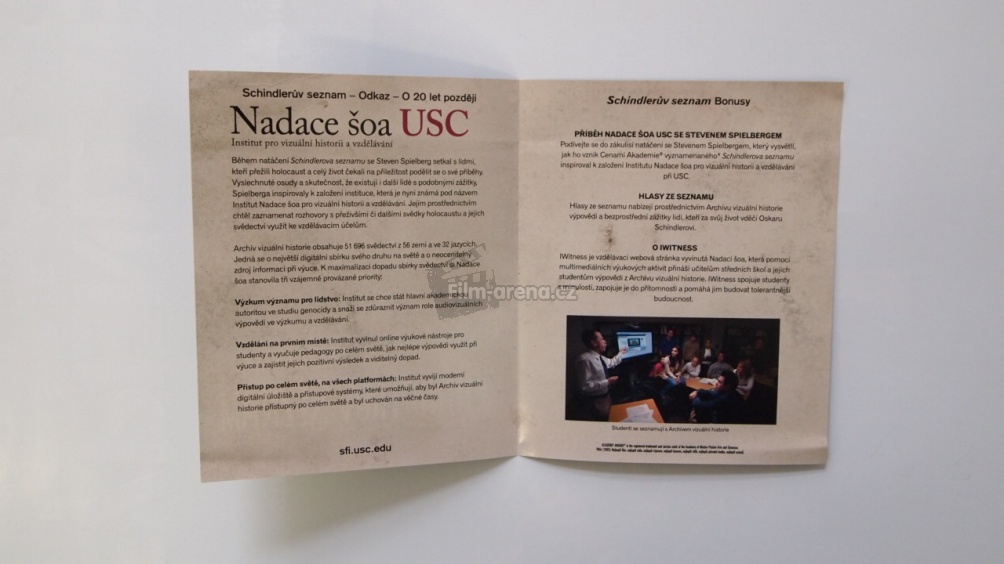 Schindlerův seznam – Odkaz – O 20 let později
Nadace šoa USC
Institut pro vizuální historii a vzdělávání
Během natáčení Schindlerova seznamu se Steven Spielberg setkal s lidmi,
kteří přežili holocaust a celý život čekali na příležitost podělit se o své příběhy.
Vyslechnuté osudy a skutečnost, že existují i další lidé s podobnými zážitky,
Spielberga inspirovaly k založení instituce, která je nyní známá pod názvem
Institut Nadace šoa pro vizuální historii a vzdělávání. Jejím prostřednictvím
chtěl zaznamenat rozhovory s přeživšími či dalšími svědky holocaustu a jejich
svědectví využít ke vzdělávacím účelům.
Archiv vizuální historie obsahuje 51 696 svědectví z 56 zemí a ve 32 jazycích.
Jedná se o největší digitální sbírku svého druhu na světě a o neocenitelný
zdroj informací při výuce. K maximalizaci dopadu sbírky svědectví si Nadace
šoa stanovila tři vzájemně provázané priority:
Výzkum významu pro lidstvo: Institut se chce stát hlavní akademickou
autoritou ve studiu genocidy a snaží se zdůraznit význam role audiovizuálních
výpovědí ve výzkumu a vzdělávání.
Vzdělání na prvním místě: Institut vyvinul online výukové nástroje pro
studenty a vyučuje pedagogy po celém světě, jak nejlépe výpovědi využít při
výuce a zajistit jejich pozitivní výsledek a viditelný dopad.
Přístup po celém světě, na všech platformách: Institut vyvíjí moderní
digitální úložiště a přístupové systémy, které umožňují, aby byl Archiv vizuální
historie přístupný po celém světě a byl uchován na věčné časy.
sfi.usc.edu
Schindlerův seznam Bonusy
PŘÍBĚH NADACE ŠOA USC SE STEVENEM SPIELBERGEM
Podívejte se do zákulisí natáčení se Stevenem Spielbergem, který vysvětlí,
jak ho vznik Cenami Akademie® vyznamenaného* Schindlerova seznamu
inspiroval k založení Institutu Nadace šoa pro vizuální historii a vzdělávání
při USC.
HLASY ZE SEZNAMU
Hlasy ze seznamu nabízejí prostřednictvím Archivu vizuální historie
výpovědi a bezprostřední zážitky lidí, kteří za svůj život vděčí Oskaru
Schindlerovi.
O IWITNESS
IWitness je vzdělávací webová stránka vyvinutá Nadací šoa, která pomocí
multimediálních výukových aktivit přináší učitelům středních škol a jejich
studentům výpovědi z Archívu vizuální historie. IWitness spojuje studenty
s minulostí, zapojuje je do přítomnosti a pomáhá jim budovat tolerantnější
budoucnost.
Studenti se seznamují s Archivem vizuální historie
Film-arena.cz